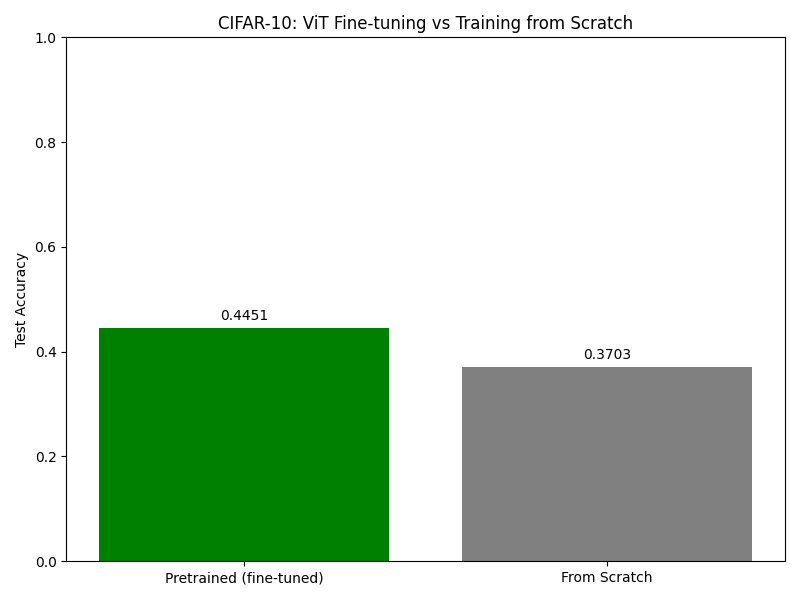 CIFAR-10: ViT Fine-tuning vs Training from Scratch
1.0
0.8
0.6
0.4
0.2
0.0
Test Accuracy
0.4451
0.3703
Pretrained (fine-tuned)
From Scratch